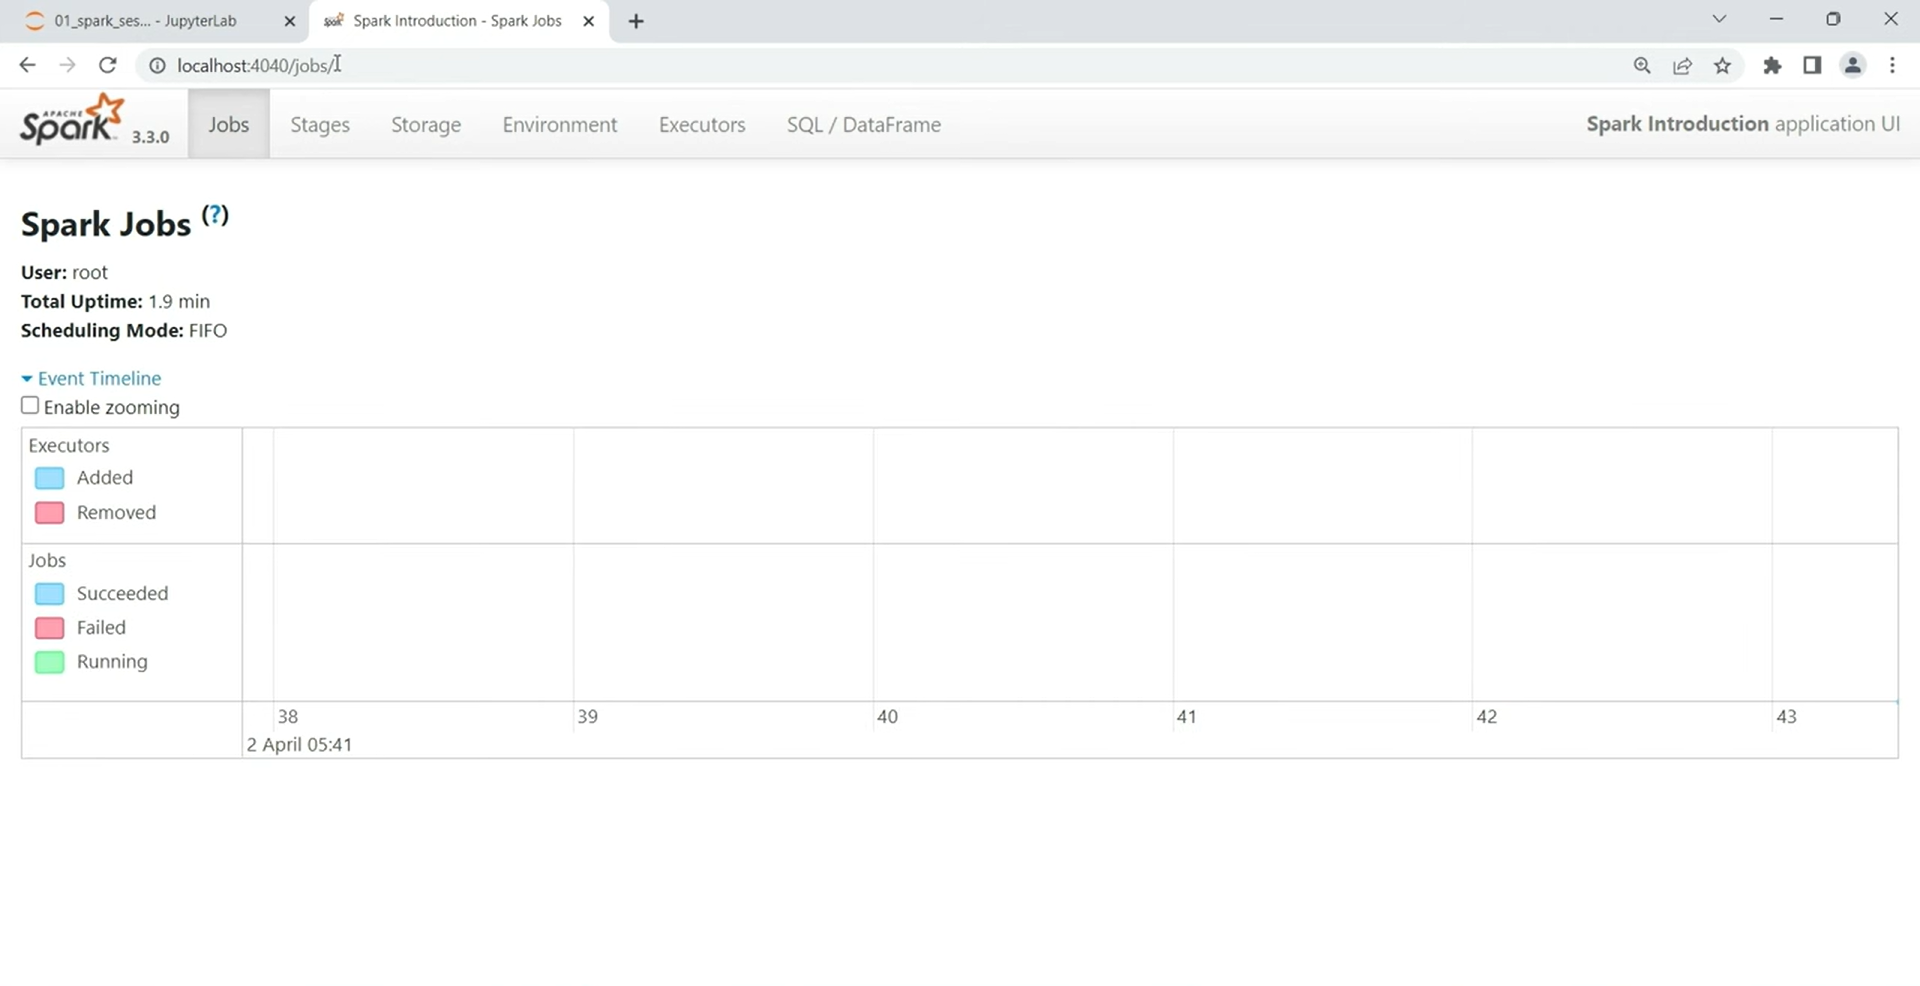 01_spark_ses... - JupyterLab
Spark Introduction - Spark Jobs
localhost:4040/jobs/
APACHE
Spark 3.3.0
Jobs
Stages
Storage
Environment
Executors
SQL / DataFrame
Spark Introduction application UI
Spark Jobs (?)
User: root
Total Uptime: 1.9 min
Scheduling Mode: FIFO
Event Timeline
Enable zooming
Executors
Added
Removed
Jobs
Succeeded
Failed
Running
38 39 40 41 42 43
2 April 05:41